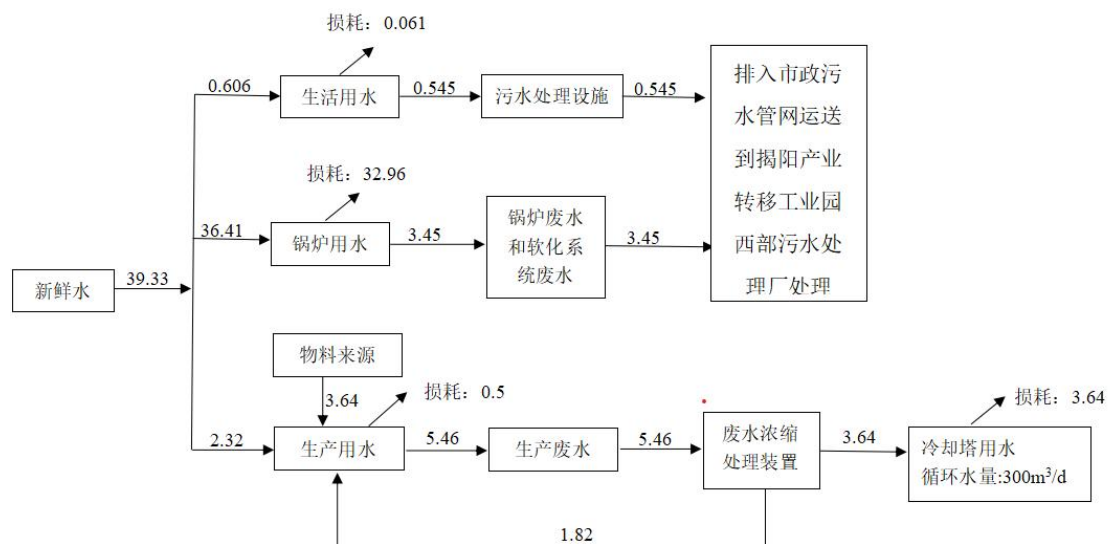 损耗：0.061
0.606
生活用水
0.545
污水处理设施
0.545
排入市政污
水管网运送
到揭阳产业
转移工业园
西部污水处
理厂处理
损耗：32.96
36.41
锅炉用水
3.45
锅炉废水
和软化系
统废水
3.45
新鲜水
39.33
物料来源
3.64
损耗：0.5
2.32
生产用水
5.46
生产废水
5.46
废水浓缩
处理装置
3.64
损耗：3.64
冷却塔用水
循环水量:300m³/d
1.82